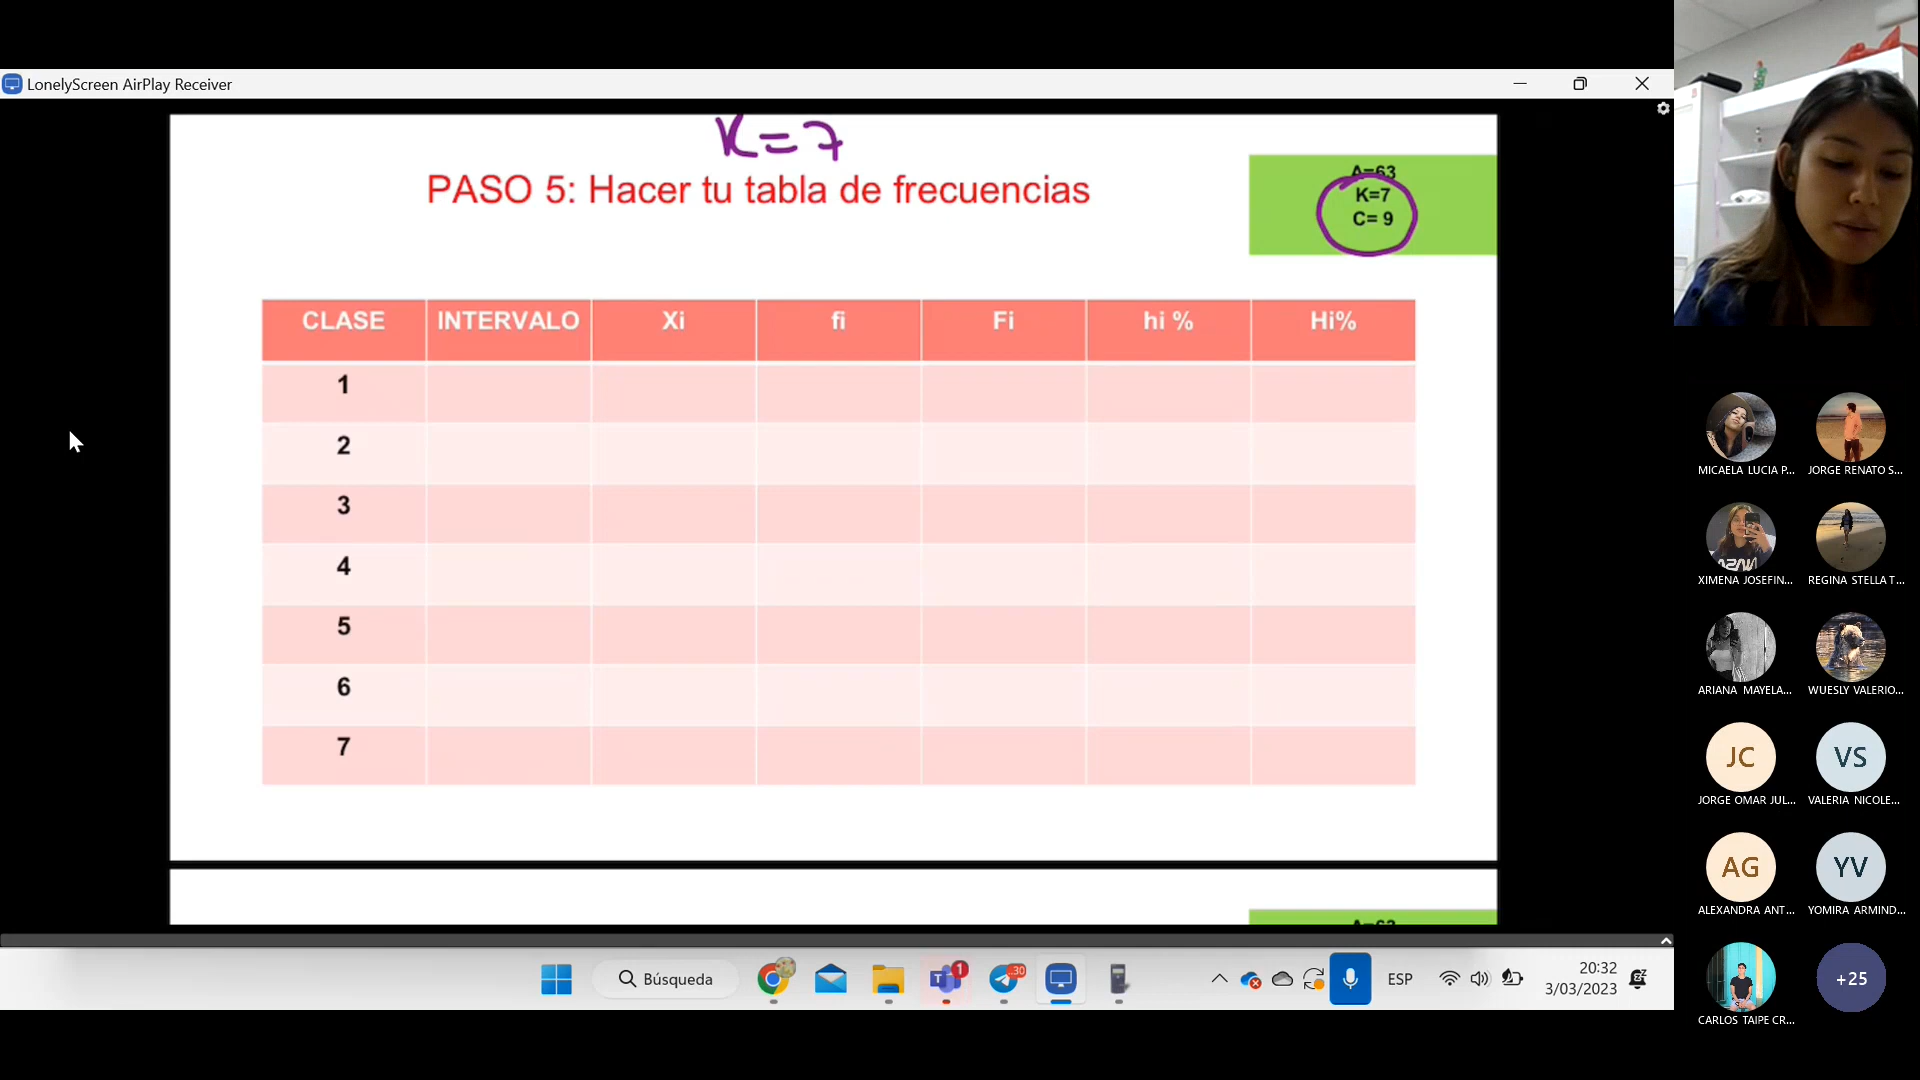 LonelyScreen AirPlay Receiver
K=7
PASO 5: Hacer tu tabla de frecuencias
A=63
K=7
C= 9
CLASE INTERVALO Xi fi Fi hi % Hi%
1
2
3
4
5
6
7
A=63
MICAELA LUCIA P... JORGE RENATO S...
XIMENA JOSEFIN... REGINA STELLA T...
ARIANA MAYELA... WUESLY VALERIO...
JC VS
JORGE OMAR JUL... VALERIA NICOLE...
AG YV
ALEXANDRA ANT... YOMIRA ARMIND...
+25
CARLOS TAIPE CR...
Búsqueda 1 ..30 ESP 20:32
3/03/2023